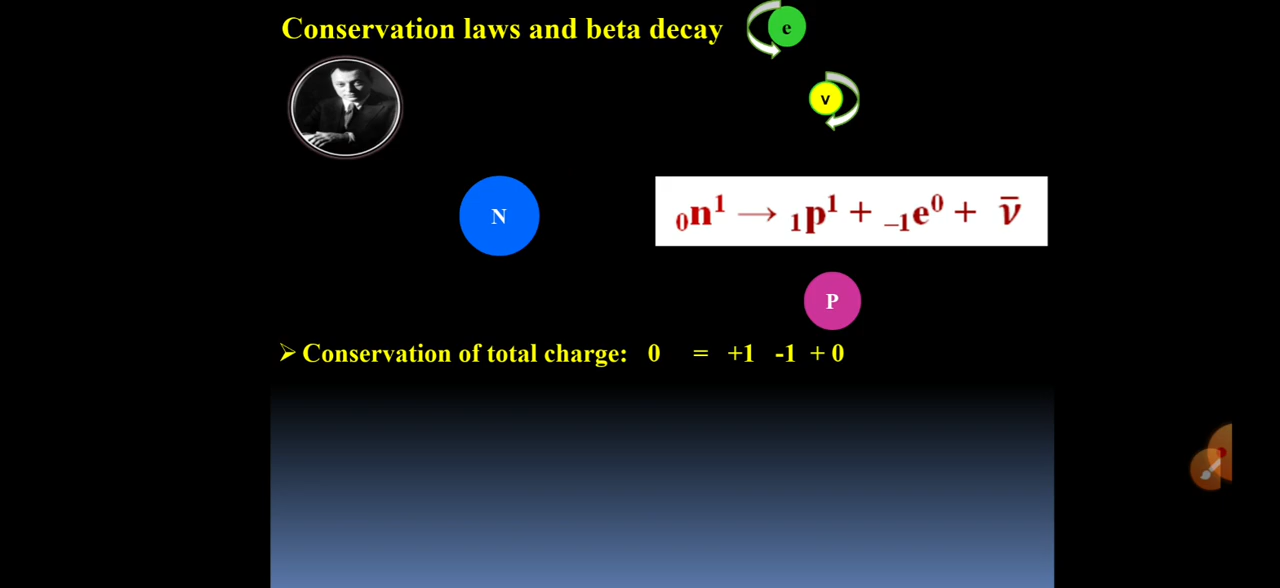 Conservation laws and beta decay
e
v
N
₀n¹ → ₁p¹ + ₋₁e⁰ + ν̅
P
➢ Conservation of total charge: 0 = +1 -1 + 0